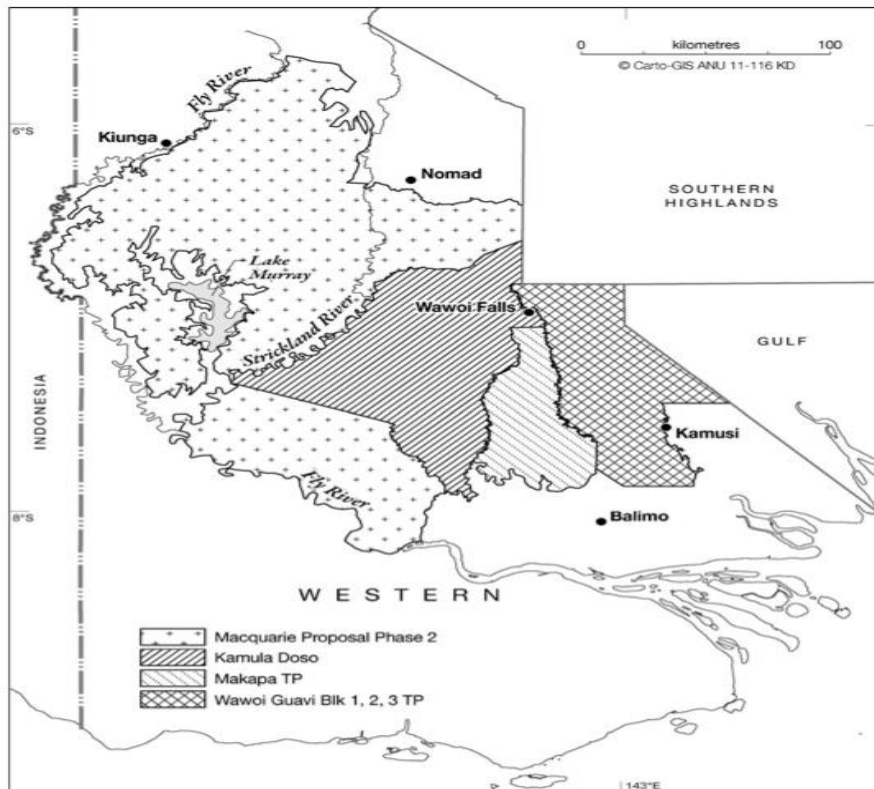 0 kilometres 100
© Carto-GIS ANU 11-116 KD
Fly River
6°S
Kiunga
Nomad
SOUTHERN
HIGHLANDS
Lake
Murray
Wawoi Falls
Strickland River
GULF
INDONESIA
Kamusi
Fly River
8°S
Balimo
WESTERN
Macquarie Proposal Phase 2
Kamula Doso
Makapa TP
Wawoi Guavi Blk 1, 2, 3 TP
143°E